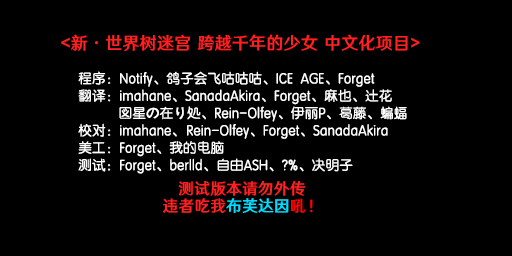 <新·世界树迷宫 跨越千年的少女 中文化项目>
程序：Notify、鸽子会飞咕咕咕、ICE AGE、Forget
翻译：imahane、SanadaAkira、Forget、麻也、辻花
囡星の在り処、Rein-Olfey、伊丽P、葛藤、蝙蝠
校对：imahane、Rein-Olfey、Forget、SanadaAkira
美工：Forget、我的电脑
测试：Forget、berlld、自由ASH、?%、决明子
测试版本请勿外传
违者吃我布芙达因吼！